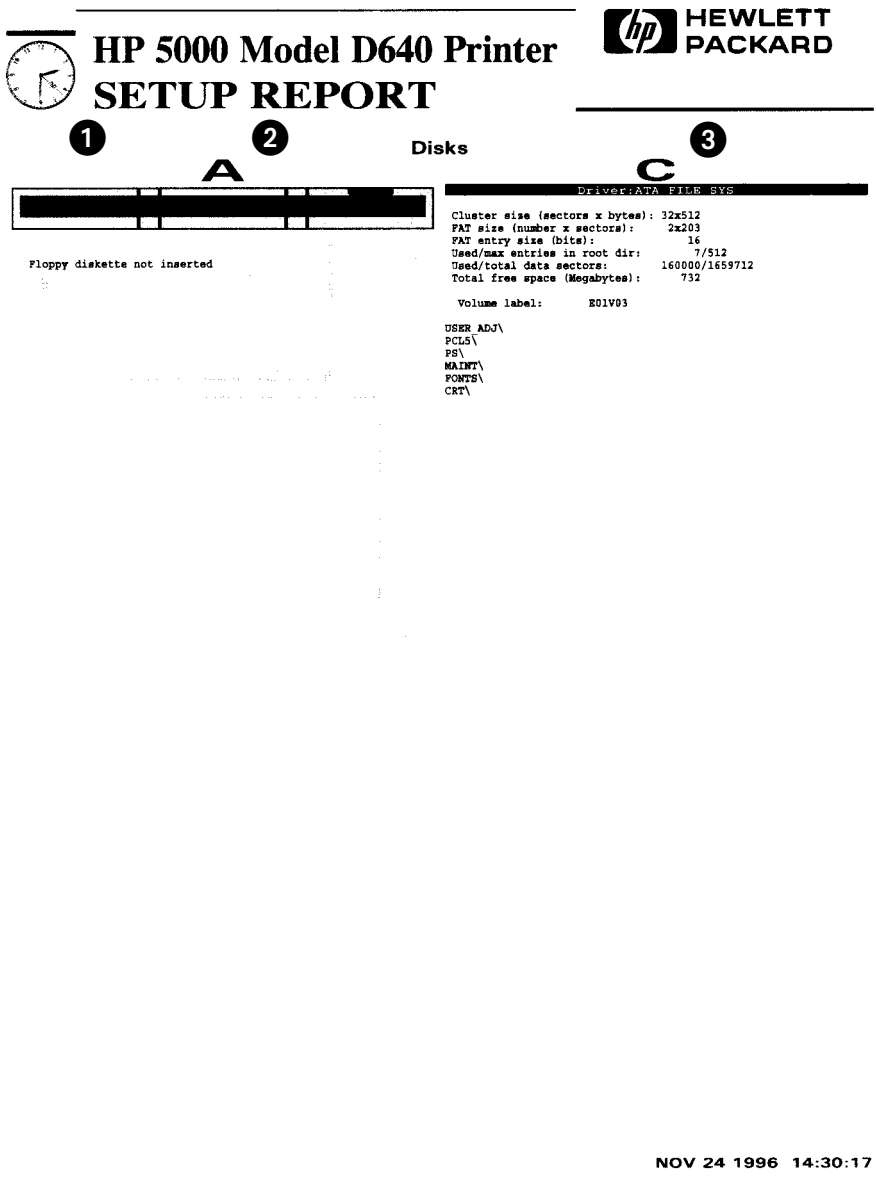 HEWLETT
PACKARD
hp
HP 5000 Model D640 Printer
SETUP REPORT
1
2
3
Disks
A
C
Driver:ATA FILE SYS
Floppy diskette not inserted
Cluster size (sectors x bytes): 32x512
FAT size (number x sectors): 2x203
FAT entry size (bits): 16
Used/max entries in root dir: 7/512
Used/total data sectors: 160000/1659712
Total free space (Megabytes): 732
Volume label: E01V03
USER_ADJ\
PCL5\
PS\
MAINT\
FONTS\
CRT\
NOV 24 1996 14:30:17